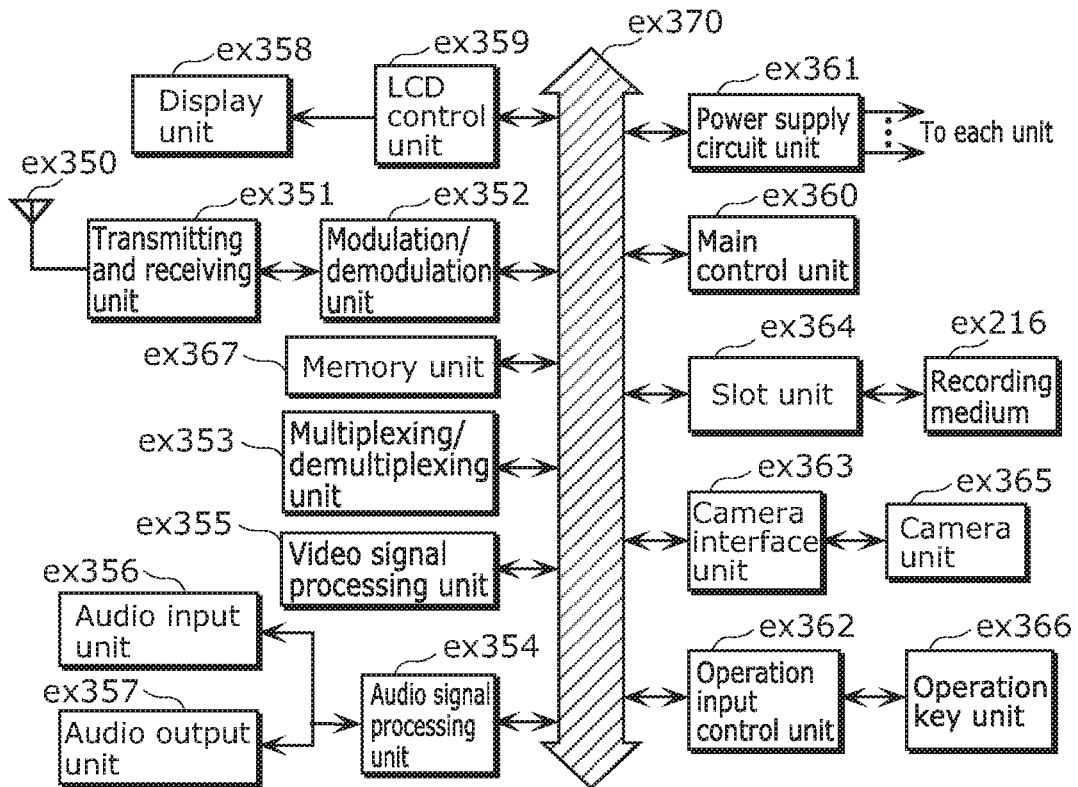 ex358
Display
unit
ex359
LCD
control
unit
ex370
ex361
Power supply
circuit unit
To each unit
ex350
ex351
Transmitting
and receiving
unit
ex352
Modulation/
demodulation
unit
ex360
Main
control unit
ex367
Memory unit
ex364
Slot unit
ex216
Recording
medium
ex353
Multiplexing/
demultiplexing
unit
ex363
Camera
interface
unit
ex365
Camera
unit
ex355
Video signal
processing unit
ex356
Audio input
unit
ex357
Audio output
unit
ex354
Audio signal
processing
unit
ex362
Operation
input
control unit
ex366
Operation
key unit